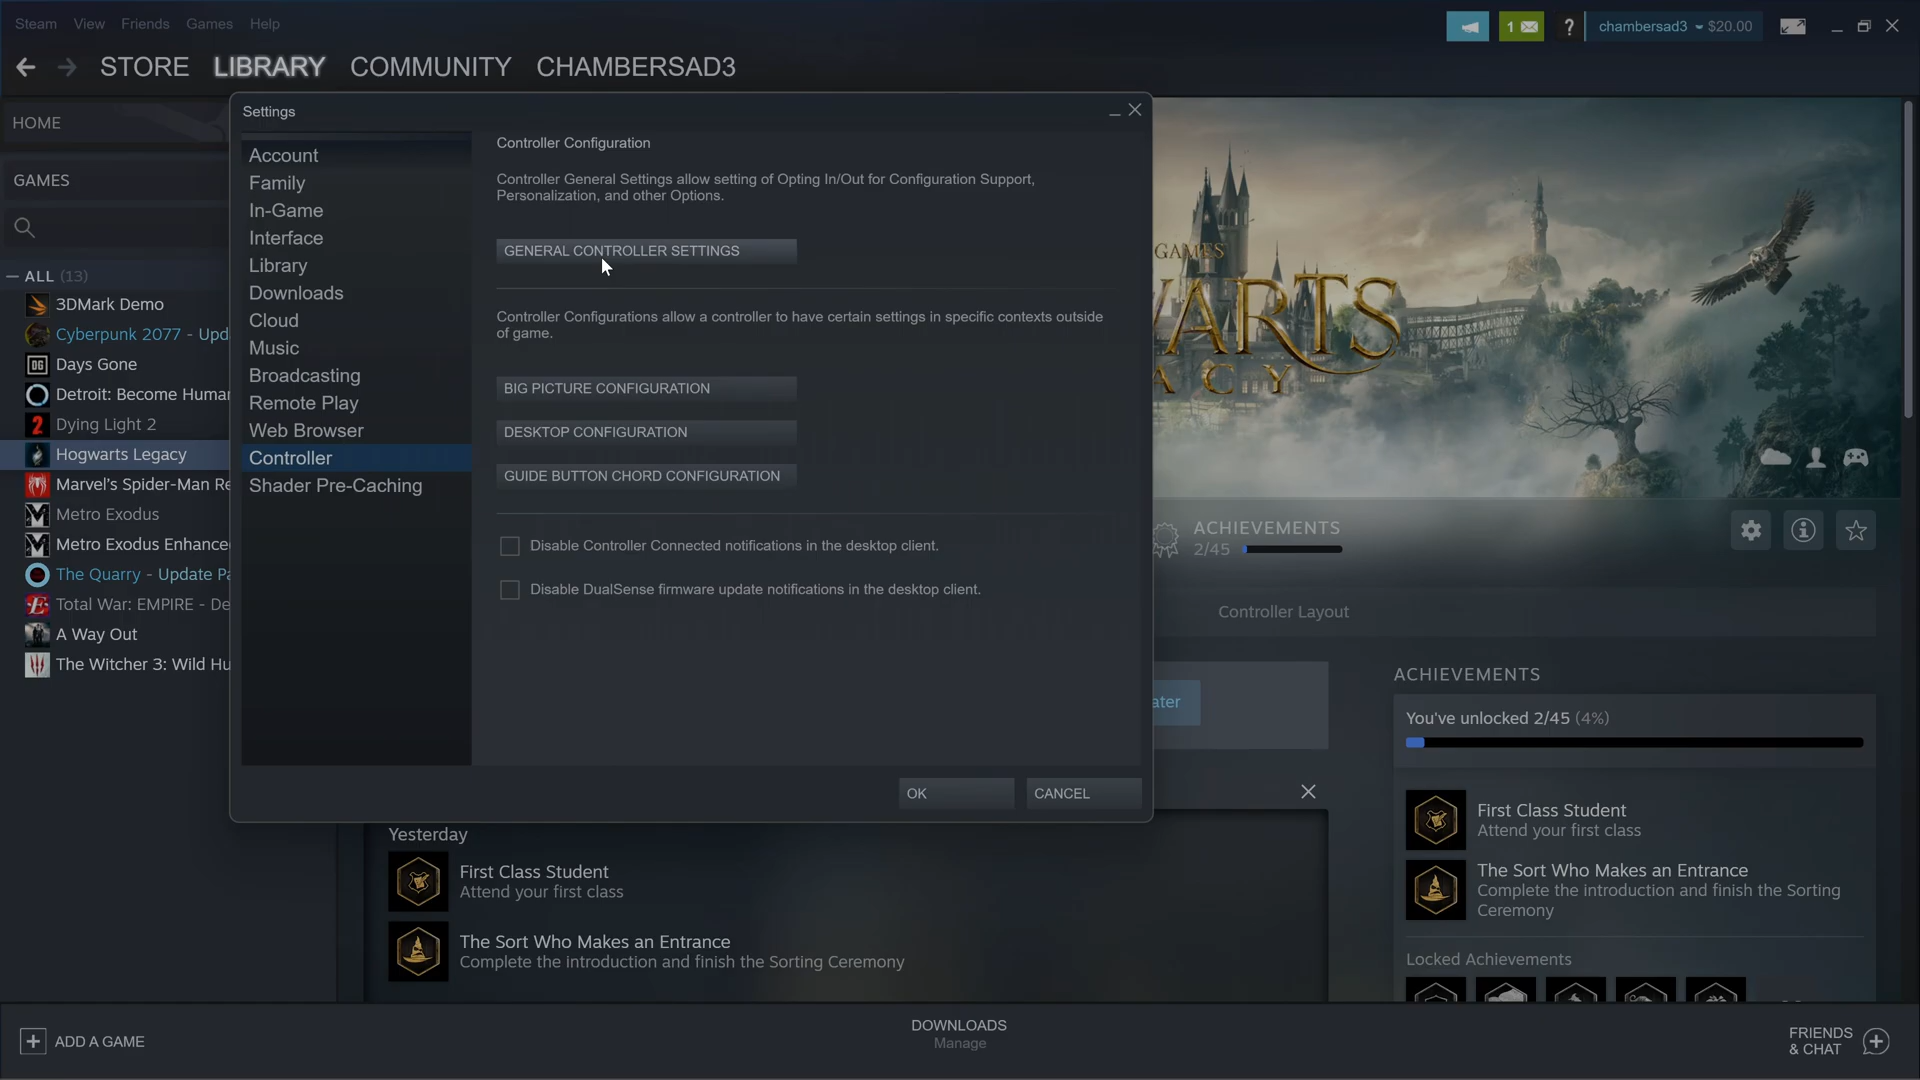 Steam View Friends Games Help
1
?
chambersad3 $20.00
STORE LIBRARY COMMUNITY CHAMBERSAD3
HOME
GAMES
ALL (13)
3DMark Demo
Cyberpunk 2077 - Upd
Days Gone
Detroit: Become Human
Dying Light 2
Hogwarts Legacy
Marvel's Spider-Man Re
Metro Exodus
Metro Exodus Enhance
The Quarry - Update Pa
Total War: EMPIRE - De
A Way Out
The Witcher 3: Wild Hu
Settings
Account
Family
In-Game
Interface
Library
Downloads
Cloud
Music
Broadcasting
Remote Play
Web Browser
Controller
Shader Pre-Caching
Controller Configuration
Controller General Settings allow setting of Opting In/Out for Configuration Support,
Personalization, and other Options.
GENERAL CONTROLLER SETTINGS
Controller Configurations allow a controller to have certain settings in specific contexts outside
of game.
BIG PICTURE CONFIGURATION
DESKTOP CONFIGURATION
GUIDE BUTTON CHORD CONFIGURATION
Disable Controller Connected notifications in the desktop client.
Disable DualSense firmware update notifications in the desktop client.
OK
CANCEL
GAMES
WARTS
ACY
ACHIEVEMENTS
2/45
Controller Layout
ater
Yesterday
First Class Student
Attend your first class
The Sort Who Makes an Entrance
Complete the introduction and finish the Sorting Ceremony
ACHIEVEMENTS
You've unlocked 2/45 (4%)
First Class Student
Attend your first class
The Sort Who Makes an Entrance
Complete the introduction and finish the Sorting
Ceremony
Locked Achievements
ADD A GAME
DOWNLOADS
Manage
FRIENDS
& CHAT